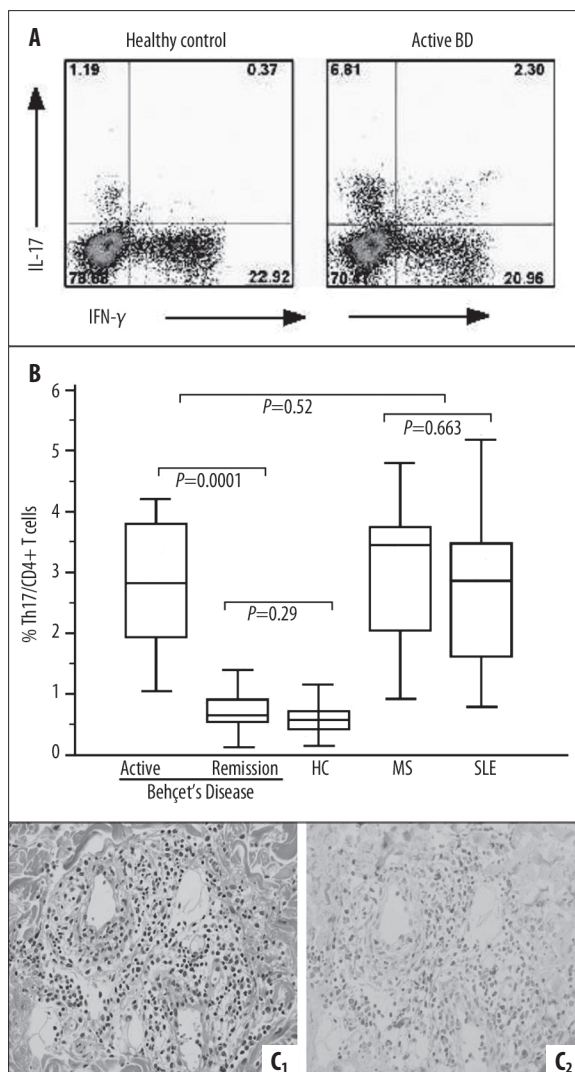 A
Healthy control
Active BD
1.19 0.37
6.81 2.30
IL-17
22.92
20.96
IFN-γ
B
6
P=0.52
5
P=0.663
P=0.0001
4
% Th17/CD4+ T cells
3
P=0.29
2
1
0
Active Remission HC MS SLE
Behçet’s Disease
C1
C2